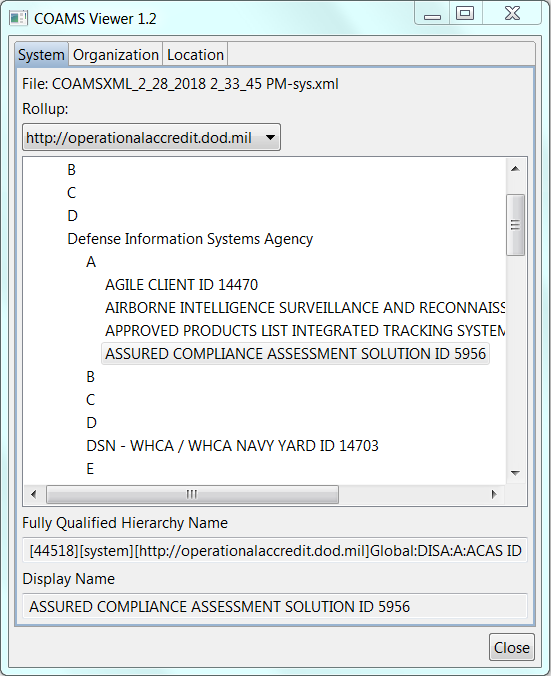 COAMS Viewer 1.2
System Organization Location
File: COAMSXML_2_28_2018 2_33_45 PM-sys.xml
Rollup:
http://operationalaccredit.dod.mil
B
C
D
Defense Information Systems Agency
A
AGILE CLIENT ID 14470
AIRBORNE INTELLIGENCE SURVEILLANCE AND RECONNAISS
APPROVED PRODUCTS LIST INTEGRATED TRACKING SYSTEM
ASSURED COMPLIANCE ASSESSMENT SOLUTION ID 5956
B
C
D
DSN - WHCA / WHCA NAVY YARD ID 14703
E
Fully Qualified Hierarchy Name
[44518][system][http://operationalaccredit.dod.mil]Global:DISA:A:ACAS ID
Display Name
ASSURED COMPLIANCE ASSESSMENT SOLUTION ID 5956
Close